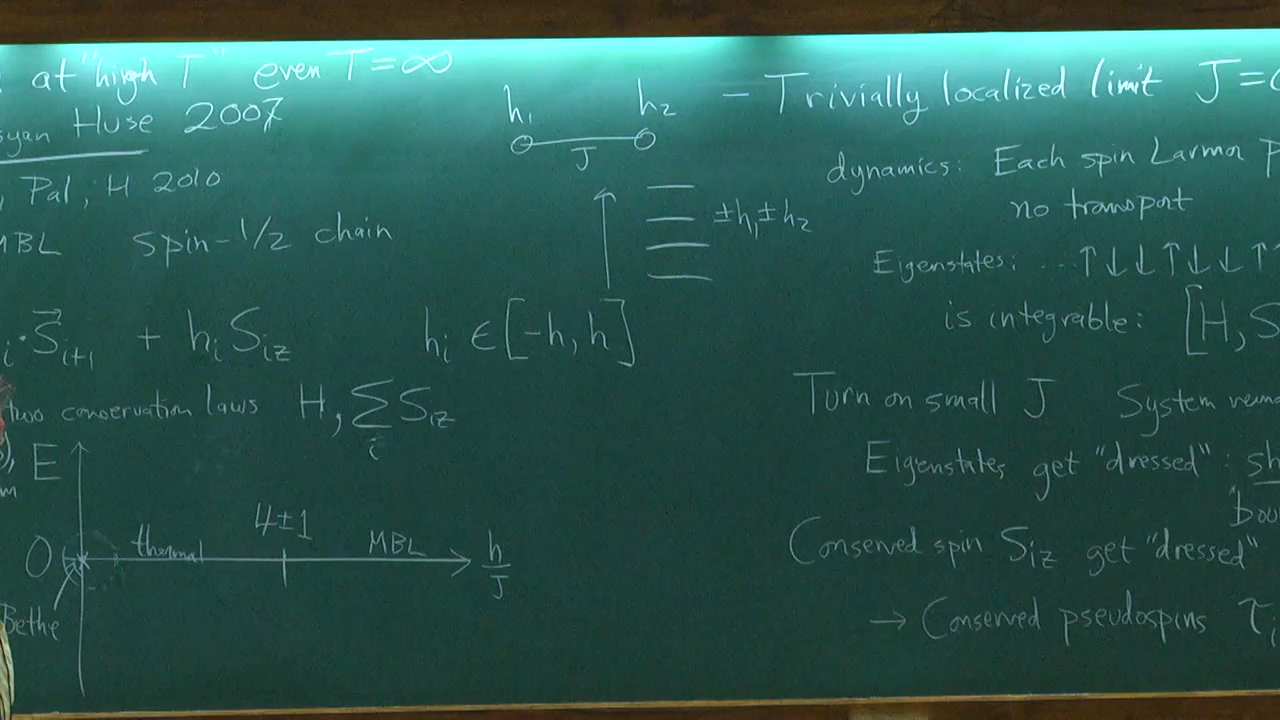 at "high T" even T = ∞
Huse 2007
, Pal, H 2010
MBL spin-1/2 chain
i · S⃗i+1 + hi Siz hi ∈ [-h, h]
two conservation laws H, ∑i Siz
E
4±1
0 thermal MBL h/J
Bethe
h1 h2
J
±h1±h2
- Trivially localized limit J =
dynamics: Each spin Larmor
no transport
Eigenstates: ... ↑↓↓↑↓↓↑↑
is integrable: [H, S
Turn on small J System
Eigenstates get "dressed":
Conserved spin Siz get "dressed"
→ Conserved pseudospins τi